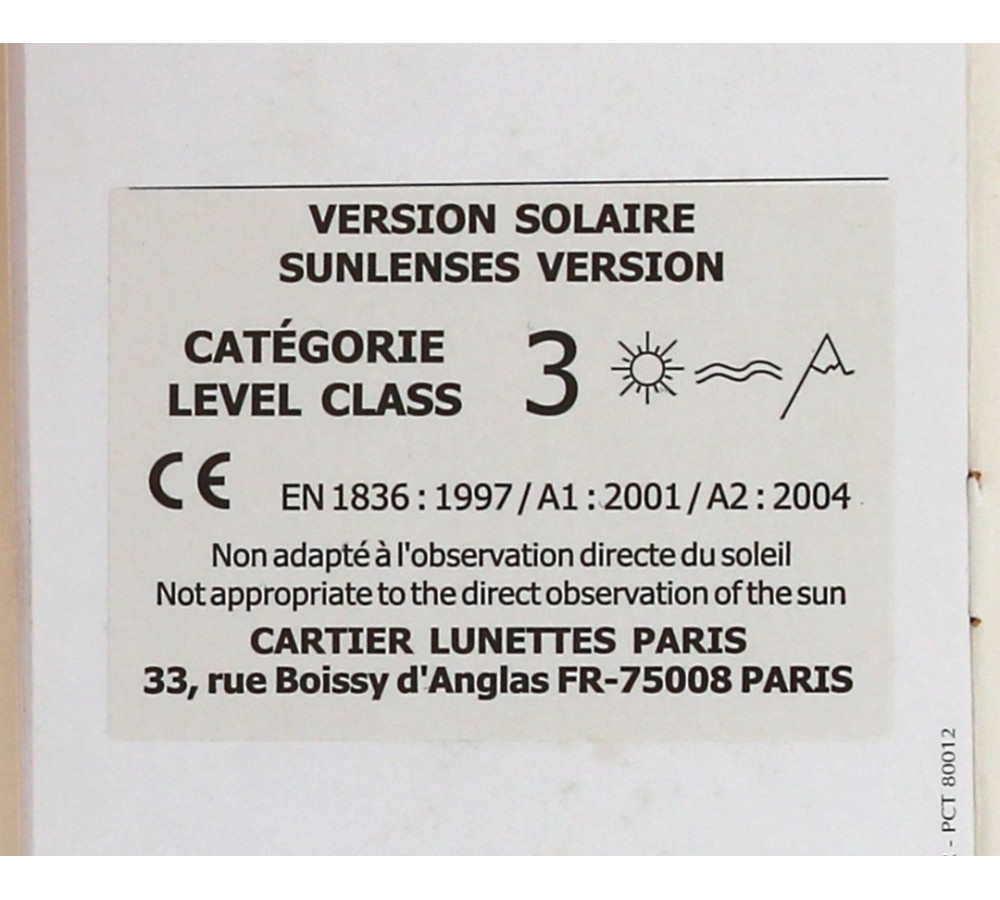 VERSION SOLAIRE
SUNLENSES VERSION
CATÉGORIE
LEVEL CLASS
3
CE
EN 1836 : 1997 / A1 : 2001 / A2 : 2004
Non adapté à l'observation directe du soleil
Not appropriate to the direct observation of the sun
CARTIER LUNETTES PARIS
33, rue Boissy d'Anglas FR-75008 PARIS
- PCT 80012